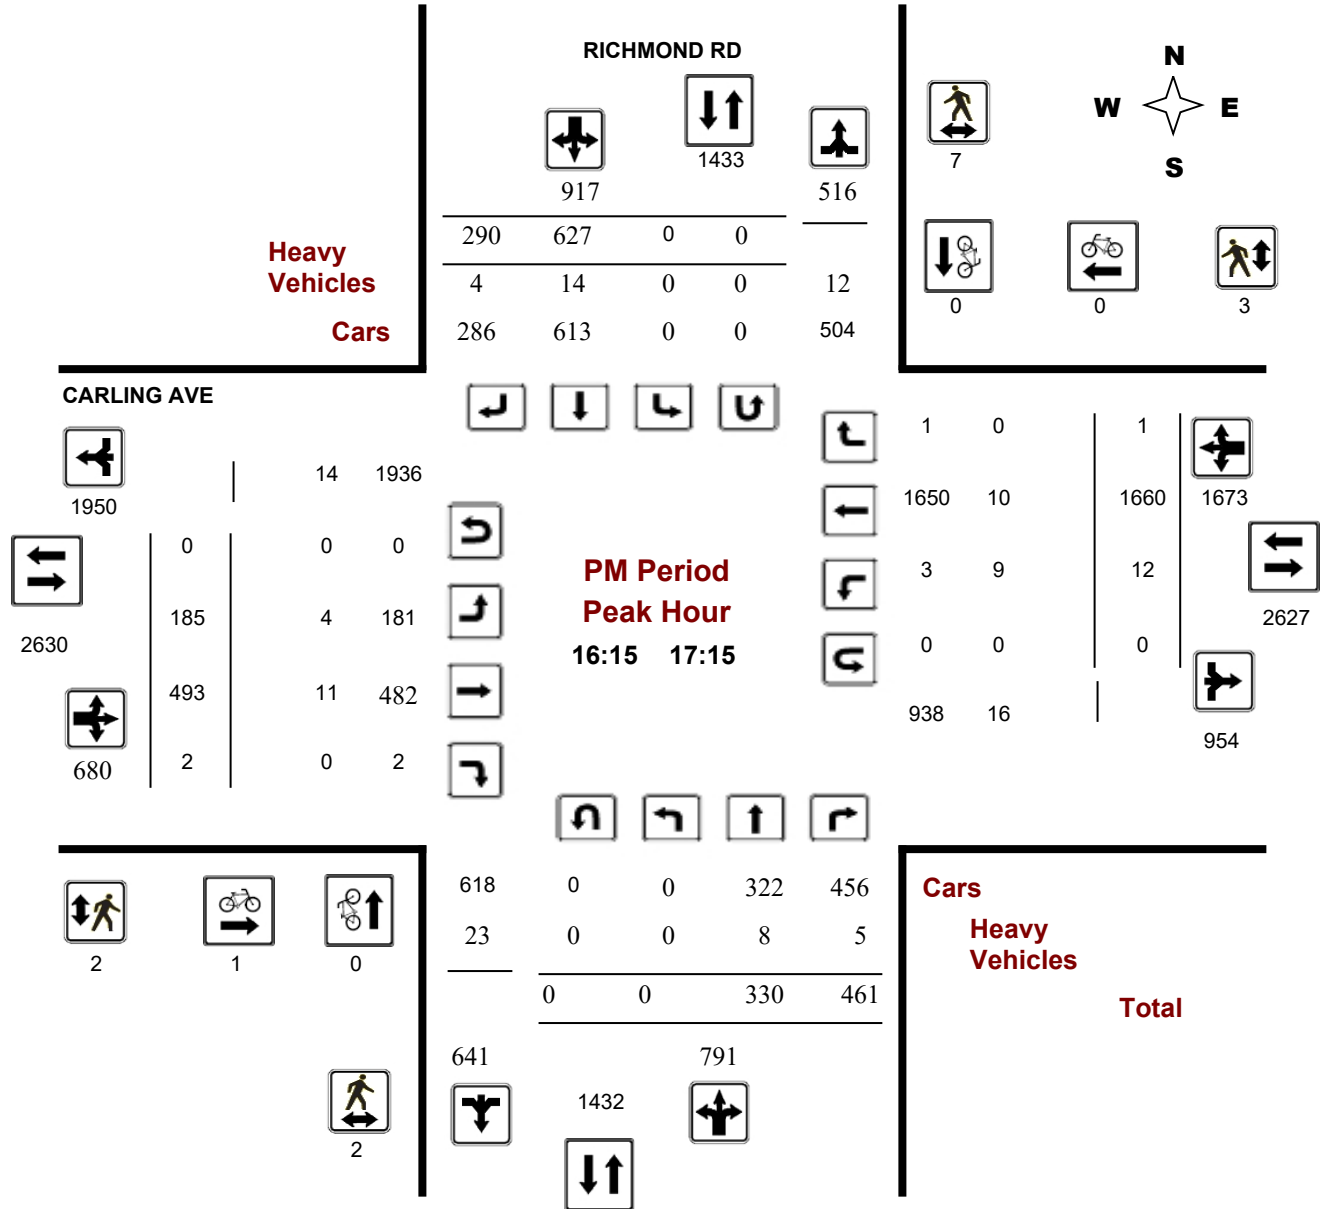 RICHMOND RD
N
W E
S
1433
7
917 516
290 627 0 0
Heavy
Vehicles
4 14 0 0 12
0 0 3
Cars
286 613 0 0 504
CARLING AVE
1 0 1
14 1936
1950
1650 10 1660 1673
0 0 0
PM Period
3 9 12
185 4 181
Peak Hour
2627
2630
16:15 17:15
0 0 0
493 11 482
938 16
954
680 2 0 2
618 0 0 322 456
Cars
23 0 0 8 5
Heavy
Vehicles
2 1 0
0 0 330 461
Total
641 791
1432
2